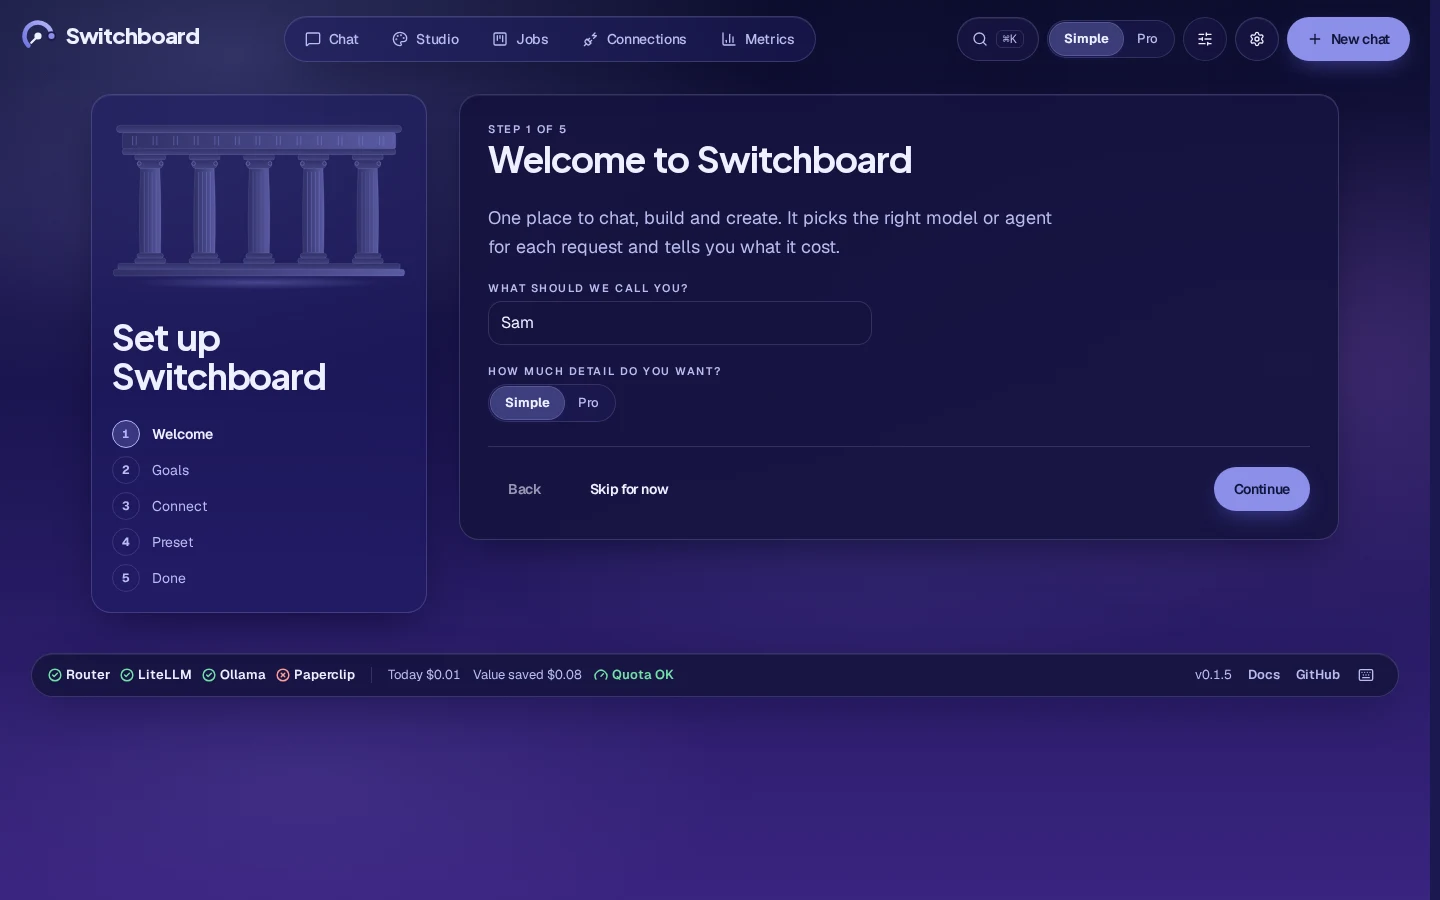 Switchboard
Chat
Studio
Jobs
Connections
Metrics
⌘K
Simple
Pro
New chat
Set up
Switchboard
1 Welcome
2 Goals
3 Connect
4 Preset
5 Done
STEP 1 OF 5
Welcome to Switchboard
One place to chat, build and create. It picks the right model or agent
for each request and tells you what it cost.
WHAT SHOULD WE CALL YOU?
Sam
HOW MUCH DETAIL DO YOU WANT?
Simple
Pro
Back
Skip for now
Continue
Router
LiteLLM
Ollama
Paperclip
Today $0.01
Value saved $0.08
Quota OK
v0.1.5
Docs
GitHub